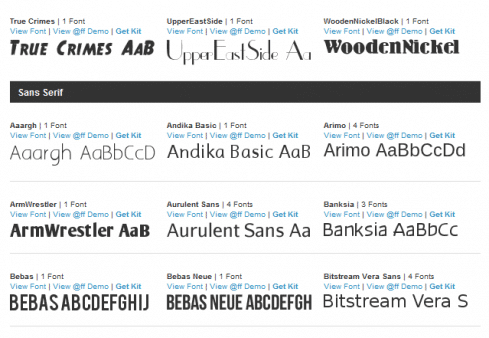 True Crimes | 1 Font
View Font | View @ff Demo | Get Kit
True Crimes AaB
UpperEastSide | 1 Font
View Font | View @ff Demo | Get Kit
UpperEastSide Aa
WoodenNickelBlack | 1 Font
View Font | View @ff Demo | Get Kit
WoodenNickel
Sans Serif
Aaargh | 1 Font
View Font | View @ff Demo | Get Kit
Aaargh AaBbCcD
Andika Basic | 1 Font
View Font | View @ff Demo | Get Kit
Andika Basic AaB
Arimo | 4 Fonts
View Font | View @ff Demo | Get Kit
Arimo AaBbCcDd
ArmWrestler | 1 Font
View Font | View @ff Demo | Get Kit
ArmWrestler AaB
Aurulent Sans | 4 Fonts
View Font | View @ff Demo | Get Kit
Aurulent Sans Aa
Banksia | 3 Fonts
View Font | View @ff Demo | Get Kit
Banksia AaBbCc
Bebas | 1 Font
View Font | View @ff Demo | Get Kit
BEBAS ABCDEFGHIJ
Bebas Neue | 1 Font
View Font | View @ff Demo | Get Kit
BEBAS NEUE ABCDEFGH
Bitstream Vera Sans | 4 Fonts
View Font | View @ff Demo | Get Kit
Bitstream Vera S